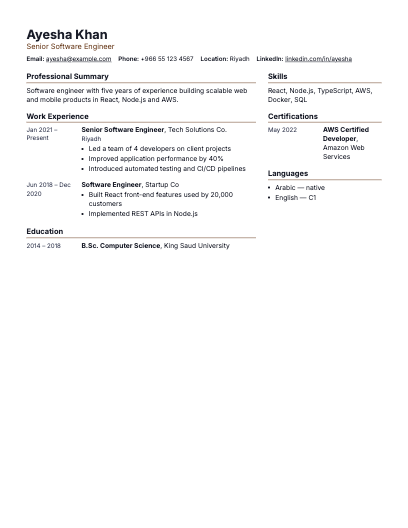 Ayesha Khan
Senior Software Engineer
Email: ayesha@example.com Phone: +966 55 123 4567 Location: Riyadh LinkedIn: linkedin.com/in/ayesha
Professional Summary
Software engineer with five years of experience building scalable web
and mobile products in React, Node.js and AWS.
Work Experience
Jan 2021 –
Present
Senior Software Engineer, Tech Solutions Co.
Riyadh
• Led a team of 4 developers on client projects
• Improved application performance by 40%
• Introduced automated testing and CI/CD pipelines
Jun 2018 – Dec
2020
Software Engineer, Startup Co
• Built React front-end features used by 20,000
customers
• Implemented REST APIs in Node.js
Education
2014 – 2018 B.Sc. Computer Science, King Saud University
Skills
React, Node.js, TypeScript, AWS,
Docker, SQL
Certifications
May 2022
AWS Certified
Developer,
Amazon Web
Services
Languages
• Arabic — native
• English — C1